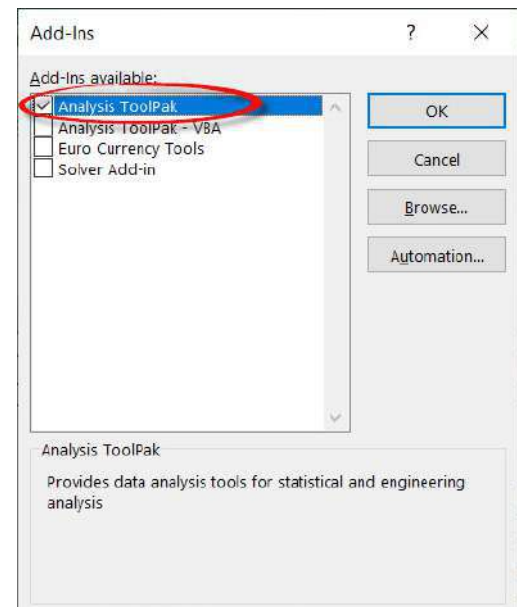 Add-Ins ? ×
Add-Ins available:
Analysis ToolPak
Analysis ToolPak - VBA
Euro Currency Tools
Solver Add-in
OK
Cancel
Browse...
Automation...
Analysis ToolPak
Provides data analysis tools for statistical and engineering
analysis